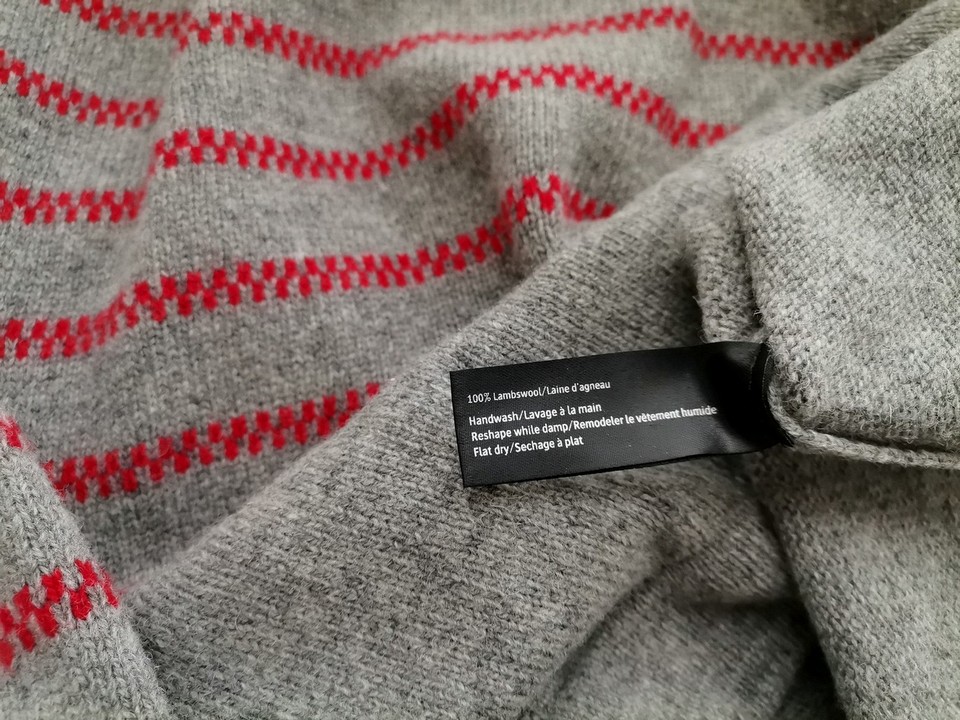 100% Lambswool/Laine d'agneau
Handwash/Lavage à la main
Reshape while damp/Remodeler le vêtement humide
Flat dry/Sechage à plat